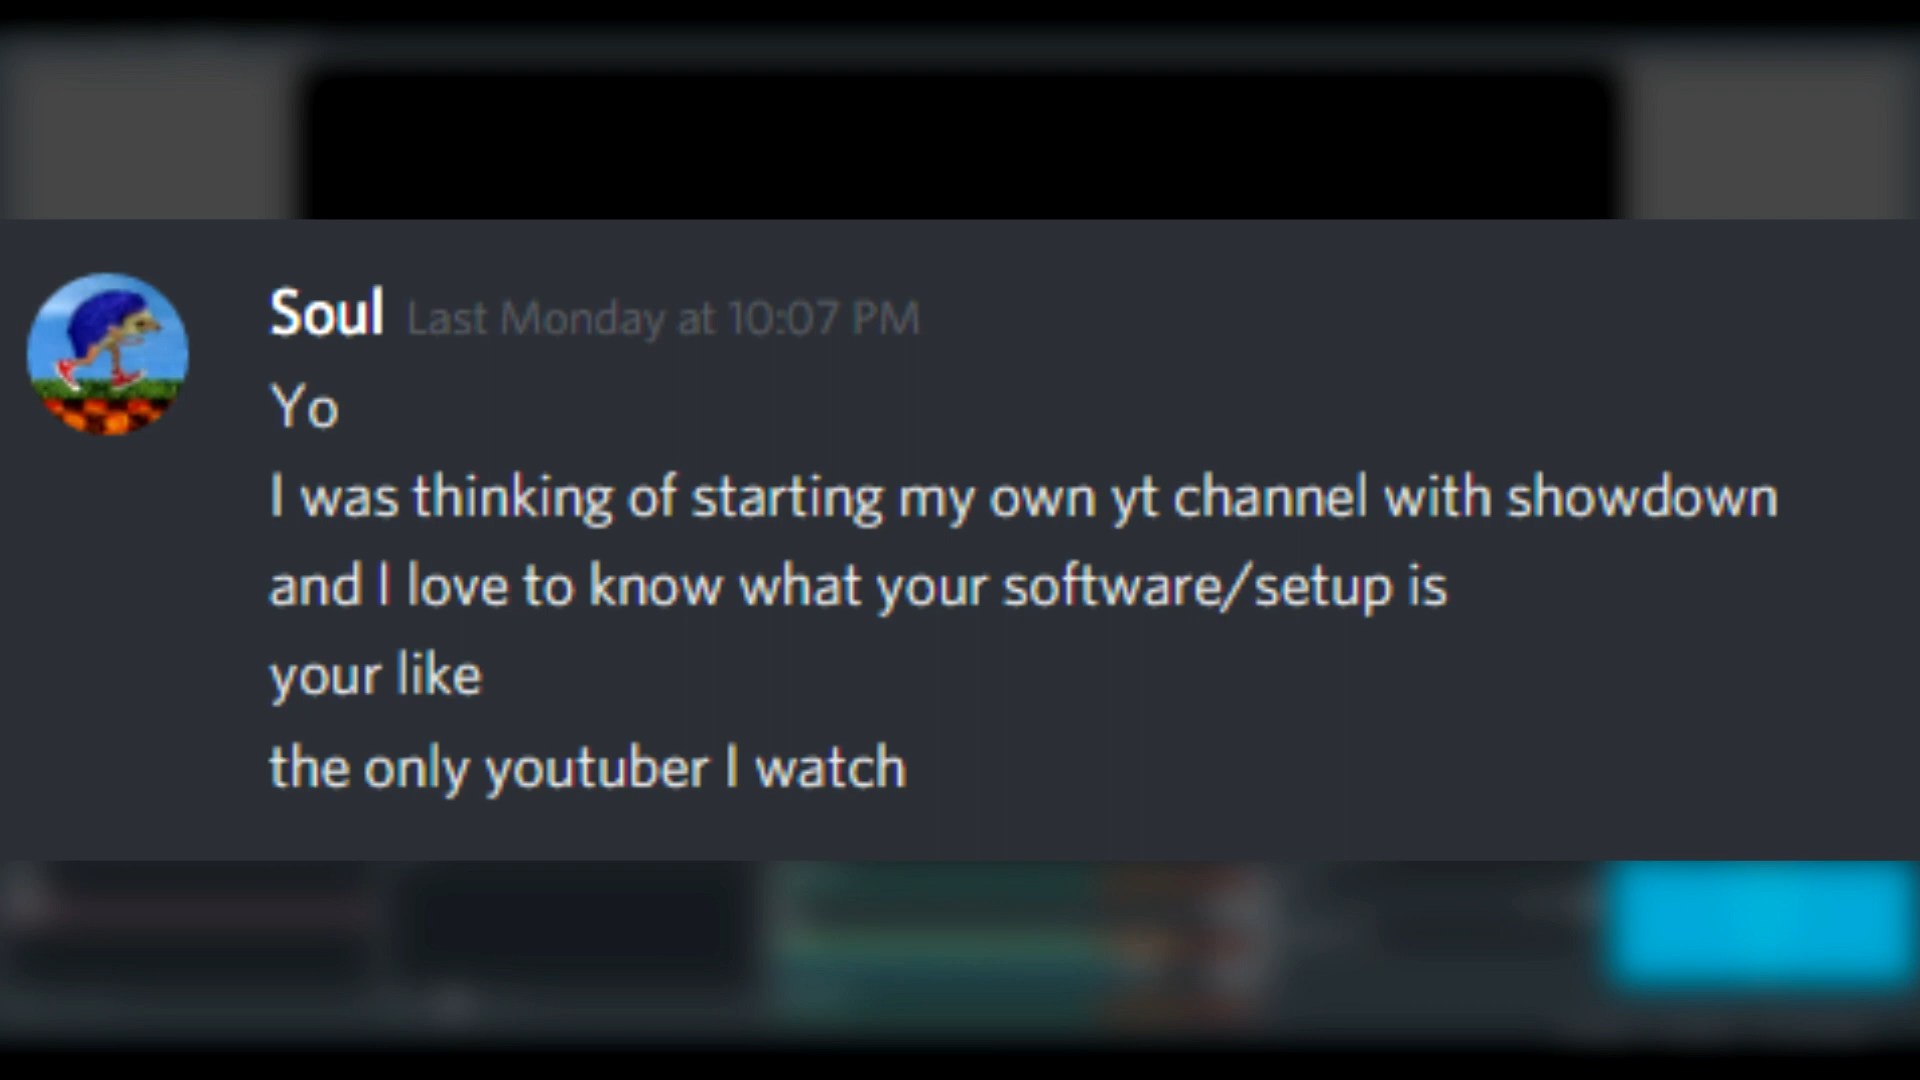 Soul Last Monday at 10:07 PM
Yo
I was thinking of starting my own yt channel with showdown
and I love to know what your software/setup is
your like
the only youtuber I watch